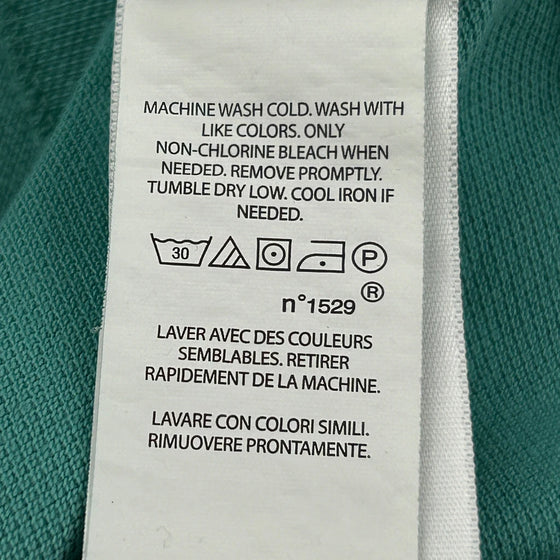 MACHINE WASH COLD. WASH WITH
LIKE COLORS. ONLY
NON-CHLORINE BLEACH WHEN
NEEDED. REMOVE PROMPTLY.
TUMBLE DRY LOW. COOL IRON IF
NEEDED.
30 P
n°1529 ®
LAVER AVEC DES COULEURS
SEMBLABLES. RETIRER
RAPIDEMENT DE LA MACHINE.
LAVARE CON COLORI SIMILI.
RIMUOVERE PRONTAMENTE.